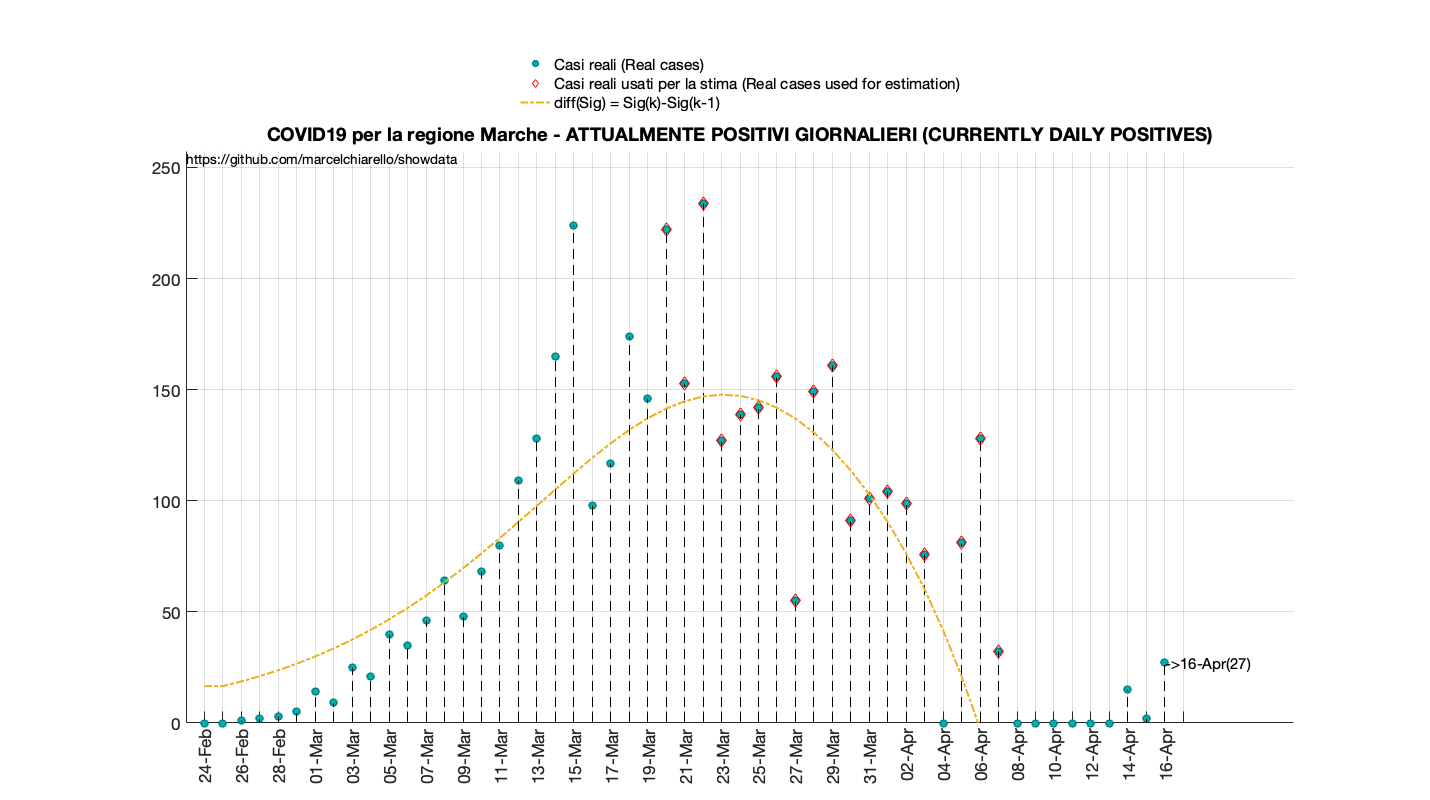 Casi reali (Real cases)
Casi reali usati per la stima (Real cases used for estimation)
diff(Sig) = Sig(k)-Sig(k-1)
COVID19 per la regione Marche - ATTUALMENTE POSITIVI GIORNALIERI (CURRENTLY DAILY POSITIVES)
https://github.com/marcelchiarello/showdata
250
200
150
100
50
0
->16-Apr(27)
24-Feb
26-Feb
28-Feb
01-Mar
03-Mar
05-Mar
07-Mar
09-Mar
11-Mar
13-Mar
15-Mar
17-Mar
19-Mar
21-Mar
23-Mar
25-Mar
27-Mar
29-Mar
31-Mar
02-Apr
04-Apr
06-Apr
08-Apr
10-Apr
12-Apr
14-Apr
16-Apr